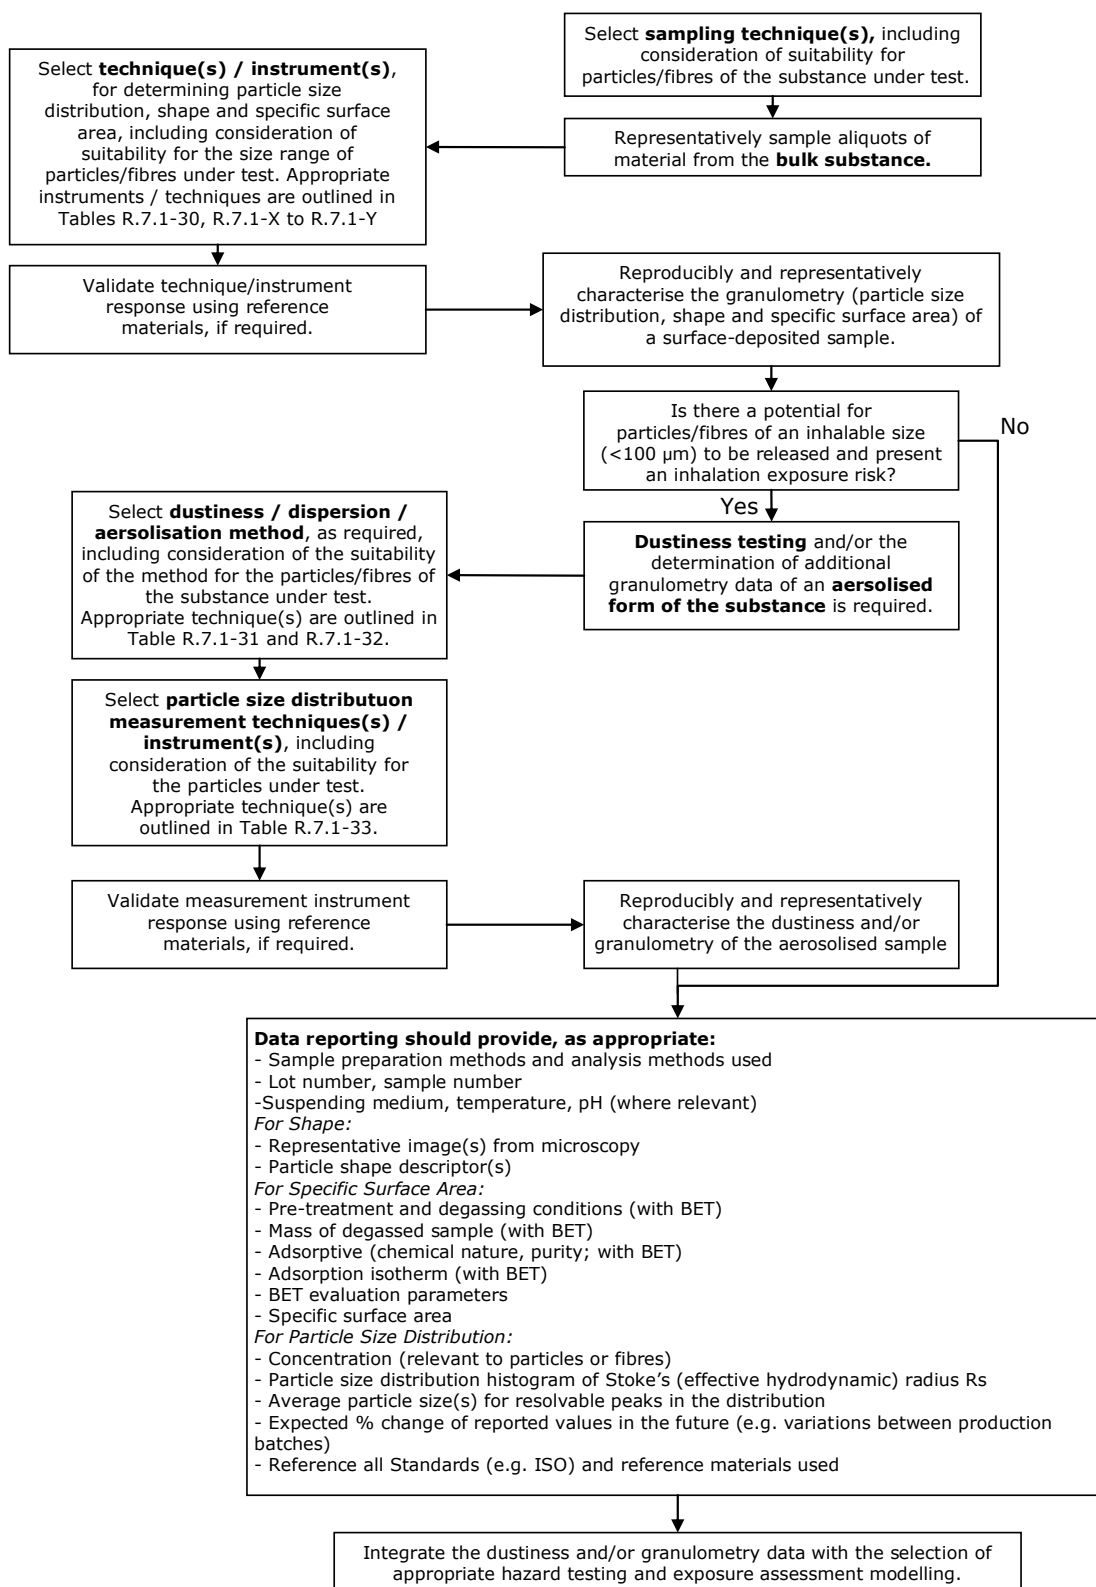 Select sampling technique(s), including
consideration of suitability for
particles/fibres of the substance under test.
Representatively sample aliquots of
material from the bulk substance.
Select technique(s) / instrument(s),
for determining particle size
distribution, shape and specific surface
area, including consideration of
suitability for the size range of
particles/fibres under test. Appropriate
instruments / techniques are outlined in
Tables R.7.1-30, R.7.1-X to R.7.1-Y
Validate technique/instrument
response using reference
materials, if required.
Reproducibly and representatively
characterise the granulometry (particle size
distribution, shape and specific surface area) of
a surface-deposited sample.
Is there a potential for
particles/fibres of an inhalable size
(<100 µm) to be released and present
an inhalation exposure risk?
No
Yes
Dustiness testing and/or the
determination of additional
granulometry data of an aersolised
form of the substance is required.
Select dustiness / dispersion /
aersolisation method, as required,
including consideration of the suitability
of the method for the particles/fibres of
the substance under test.
Appropriate technique(s) are outlined in
Table R.7.1-31 and R.7.1-32.
Select particle size distributuon
measurement techniques(s) /
instrument(s), including
consideration of the suitability for
the particles under test.
Appropriate technique(s) are
outlined in Table R.7.1-33.
Validate measurement instrument
response using reference
materials, if required.
Reproducibly and representatively
characterise the dustiness and/or
granulometry of the aerosolised sample
Data reporting should provide, as appropriate:
- Sample preparation methods and analysis methods used
- Lot number, sample number
-Suspending medium, temperature, pH (where relevant)
For Shape:
- Representative image(s) from microscopy
- Particle shape descriptor(s)
For Specific Surface Area:
- Pre-treatment and degassing conditions (with BET)
- Mass of degassed sample (with BET)
- Adsorptive (chemical nature, purity; with BET)
- Adsorption isotherm (with BET)
- BET evaluation parameters
- Specific surface area
For Particle Size Distribution:
- Concentration (relevant to particles or fibres)
- Particle size distribution histogram of Stoke's (effective hydrodynamic) radius Rs
- Average particle size(s) for resolvable peaks in the distribution
- Expected % change of reported values in the future (e.g. variations between production
batches)
- Reference all Standards (e.g. ISO) and reference materials used
Integrate the dustiness and/or granulometry data with the selection of
appropriate hazard testing and exposure assessment modelling.